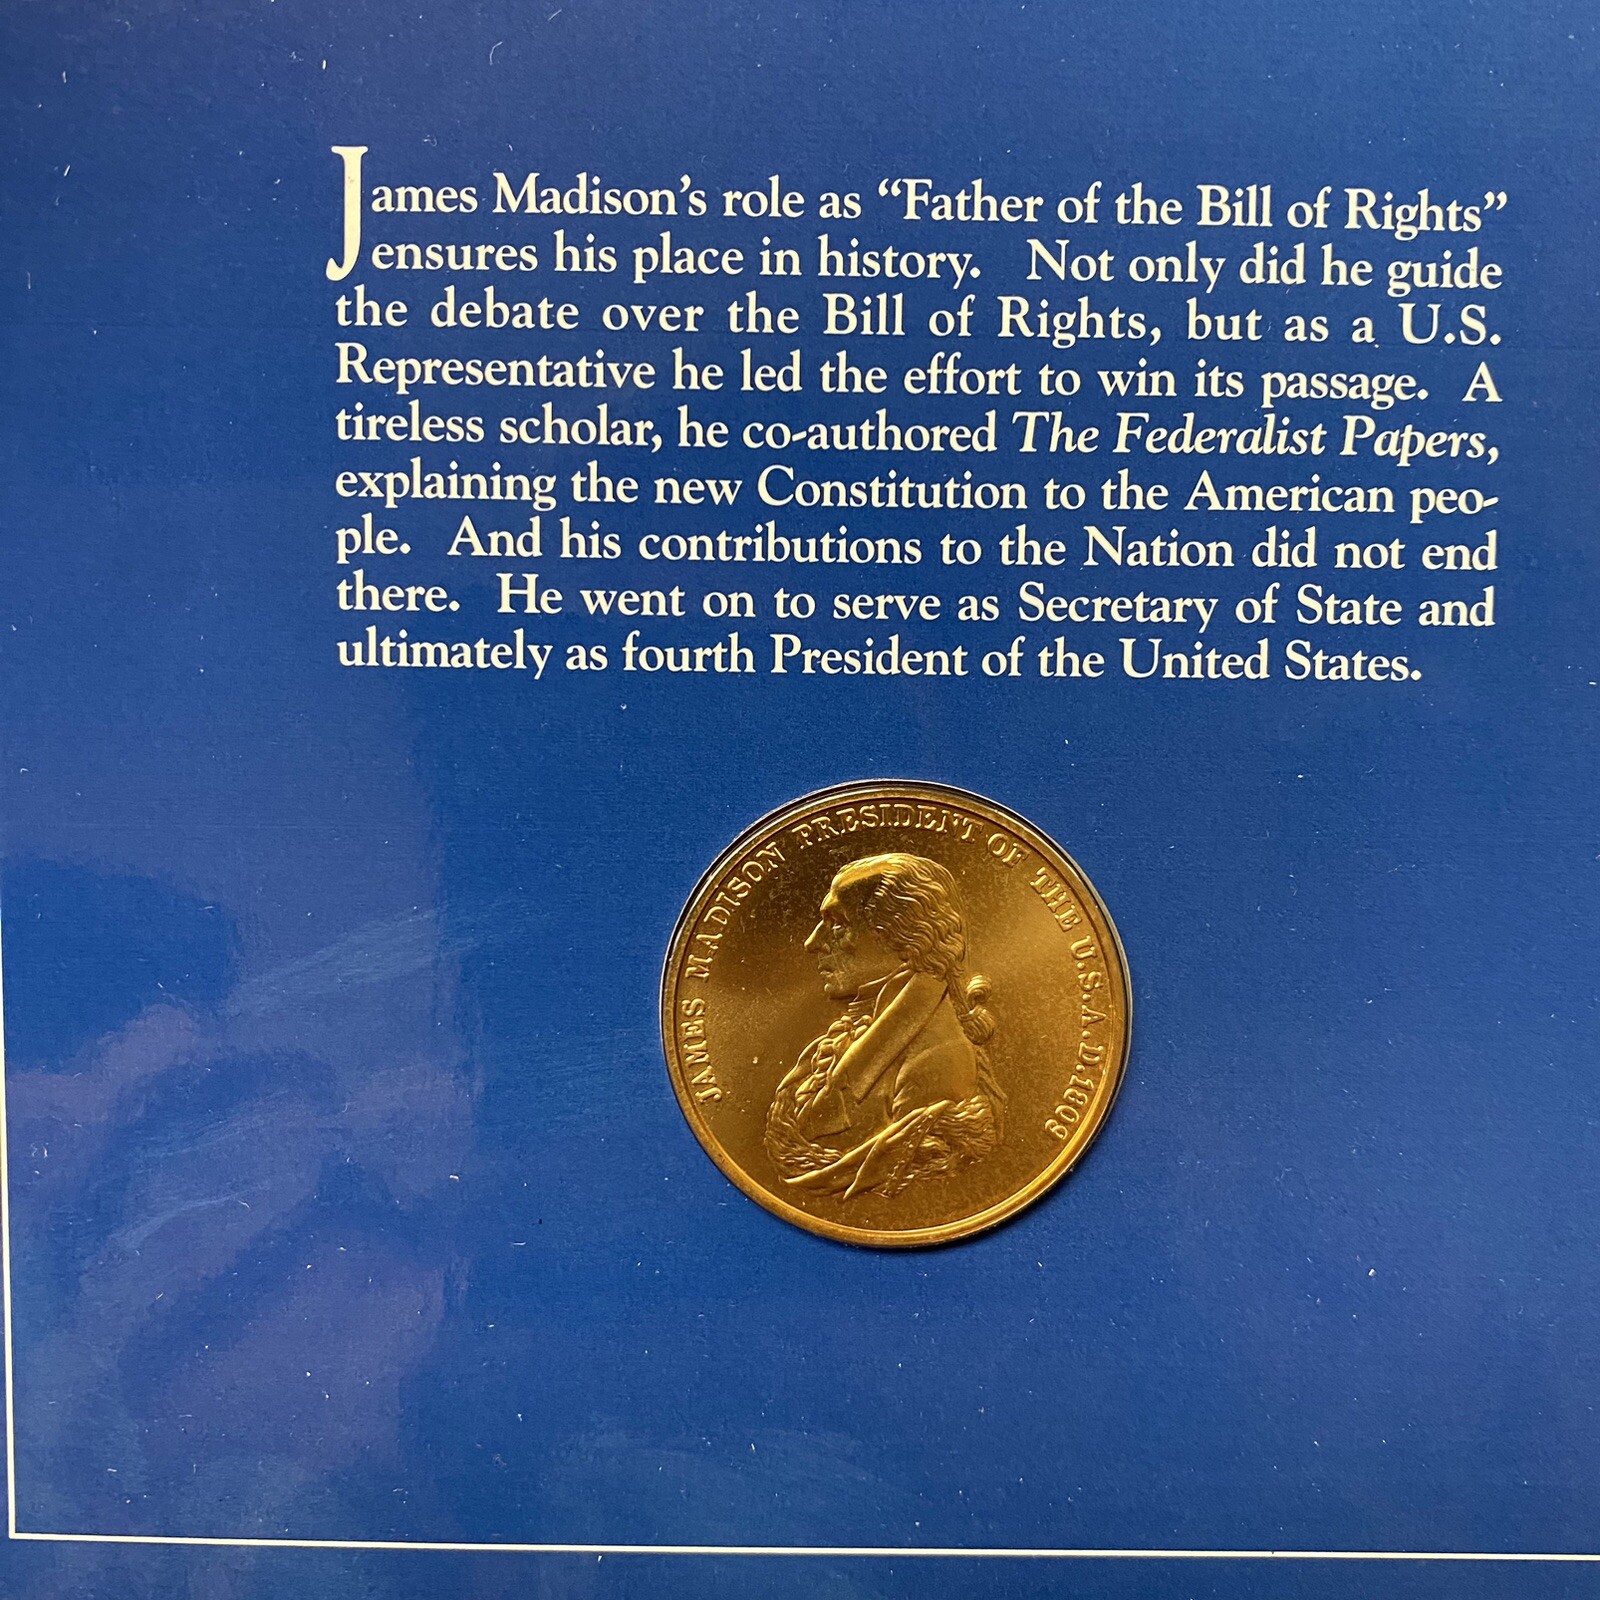 James Madison's role as “Father of the Bill of Rights”
ensures his place in history. Not only did he guide
the debate over the Bill of Rights, but as a U.S.
Representative he led the effort to win its passage. A
tireless scholar, he co-authored The Federalist Papers,
explaining the new Constitution to the American peo-
ple. And his contributions to the Nation did not end
there. He went on to serve as Secretary of State and
ultimately as fourth President of the United States.
JAMES MADISON PRESIDENT OF THE U.S.A.D.1809